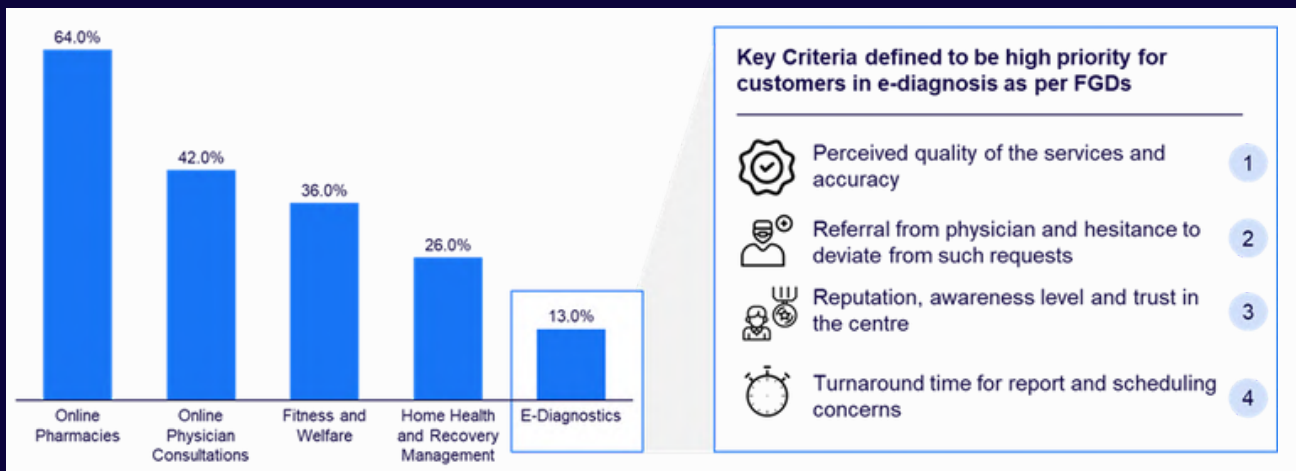 64.0%
42.0%
36.0%
26.0%
13.0%
Online
Pharmacies
Online
Physician
Consultations
Fitness and
Welfare
Home Health
and Recovery
Management
E-Diagnostics
Key Criteria defined to be high priority for
customers in e-diagnosis as per FGDs
Perceived quality of the services and
accuracy
1
Referral from physician and hesitance to
deviate from such requests
2
Reputation, awareness level and trust in
the centre
3
Turnaround time for report and scheduling
concerns
4